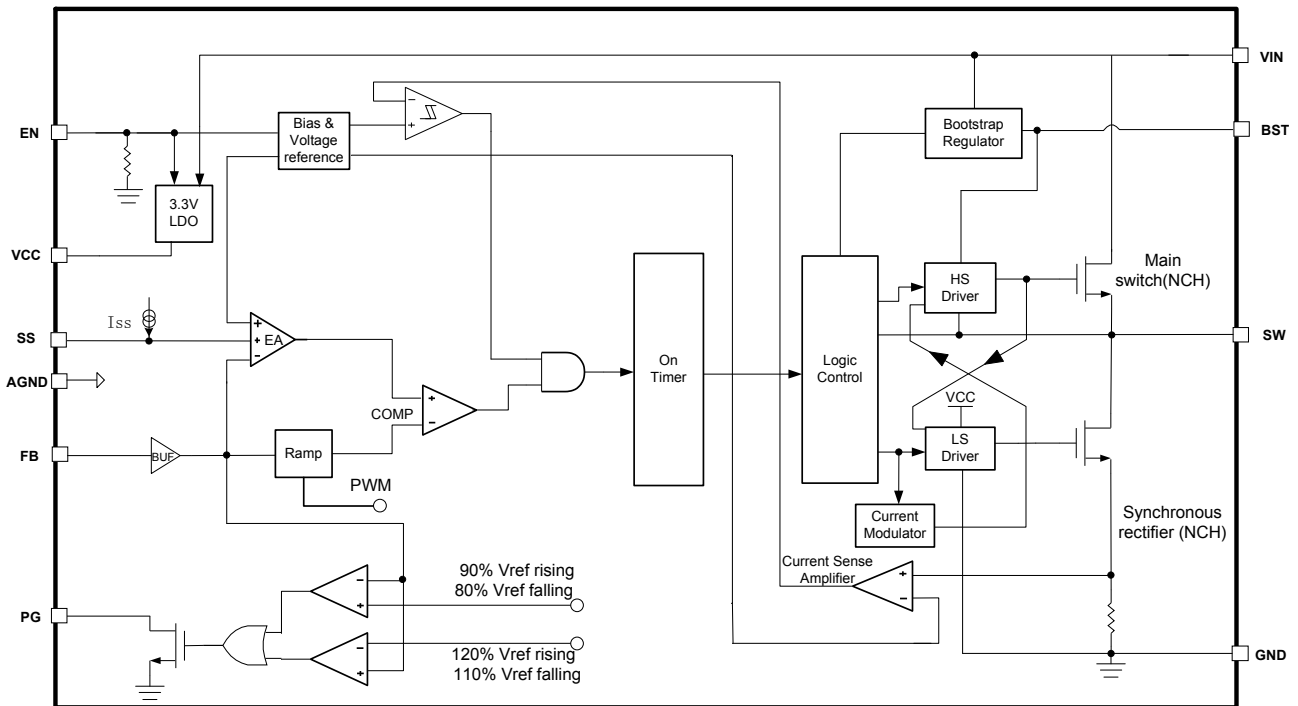 VIN
EN
Bias &
Voltage
reference
−
+
Bootstrap
Regulator
BST
3.3V
LDO
VCC
HS
Driver
Main
switch(NCH)
Iss
SS
+
+
−
EA
On
Timer
Logic
Control
SW
AGND
COMP
+
−
VCC
LS
Driver
FB
BUF
Ramp
PWM
Current
Modulator
Synchronous
rectifier (NCH)
Current Sense
Amplifier
+
−
90% Vref rising
80% Vref falling
−
+
PG
−
+
120% Vref rising
110% Vref falling
GND